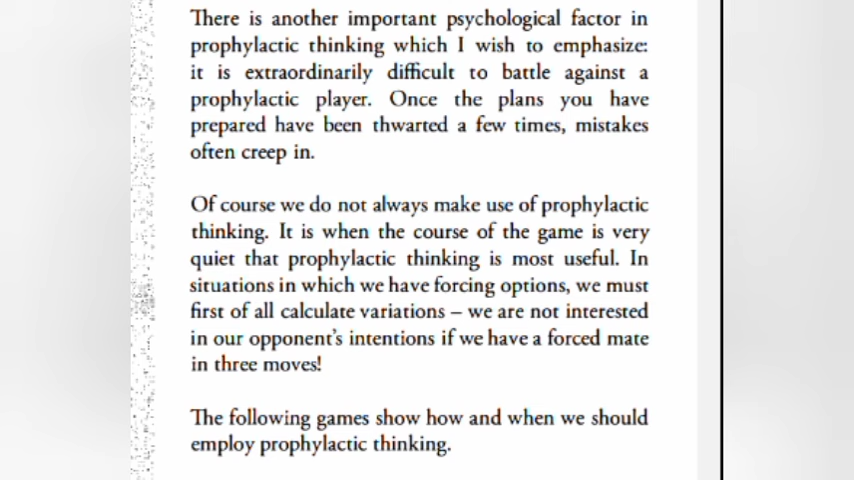 There is another important psychological factor in
prophylactic thinking which I wish to emphasize:
it is extraordinarily difficult to battle against a
prophylactic player. Once the plans you have
prepared have been thwarted a few times, mistakes
often creep in.
Of course we do not always make use of prophylactic
thinking. It is when the course of the game is very
quiet that prophylactic thinking is most useful. In
situations in which we have forcing options, we must
first of all calculate variations – we are not interested
in our opponent's intentions if we have a forced mate
in three moves!
The following games show how and when we should
employ prophylactic thinking.